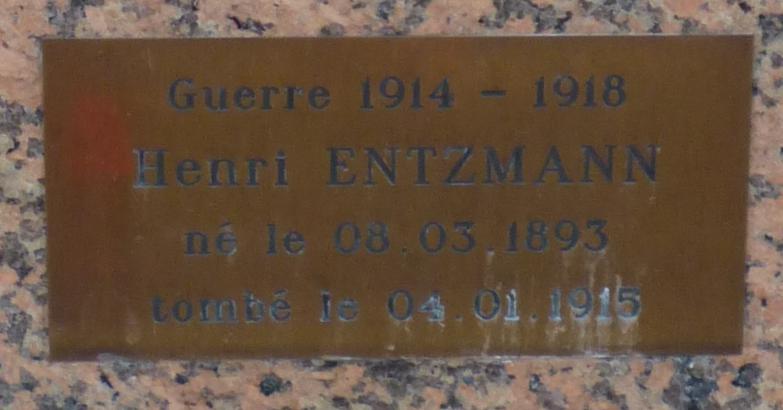 Guerre 1914 - 1918
Henri ENTZMANN
né le 08.03.1893
tombé le 04.01.1915